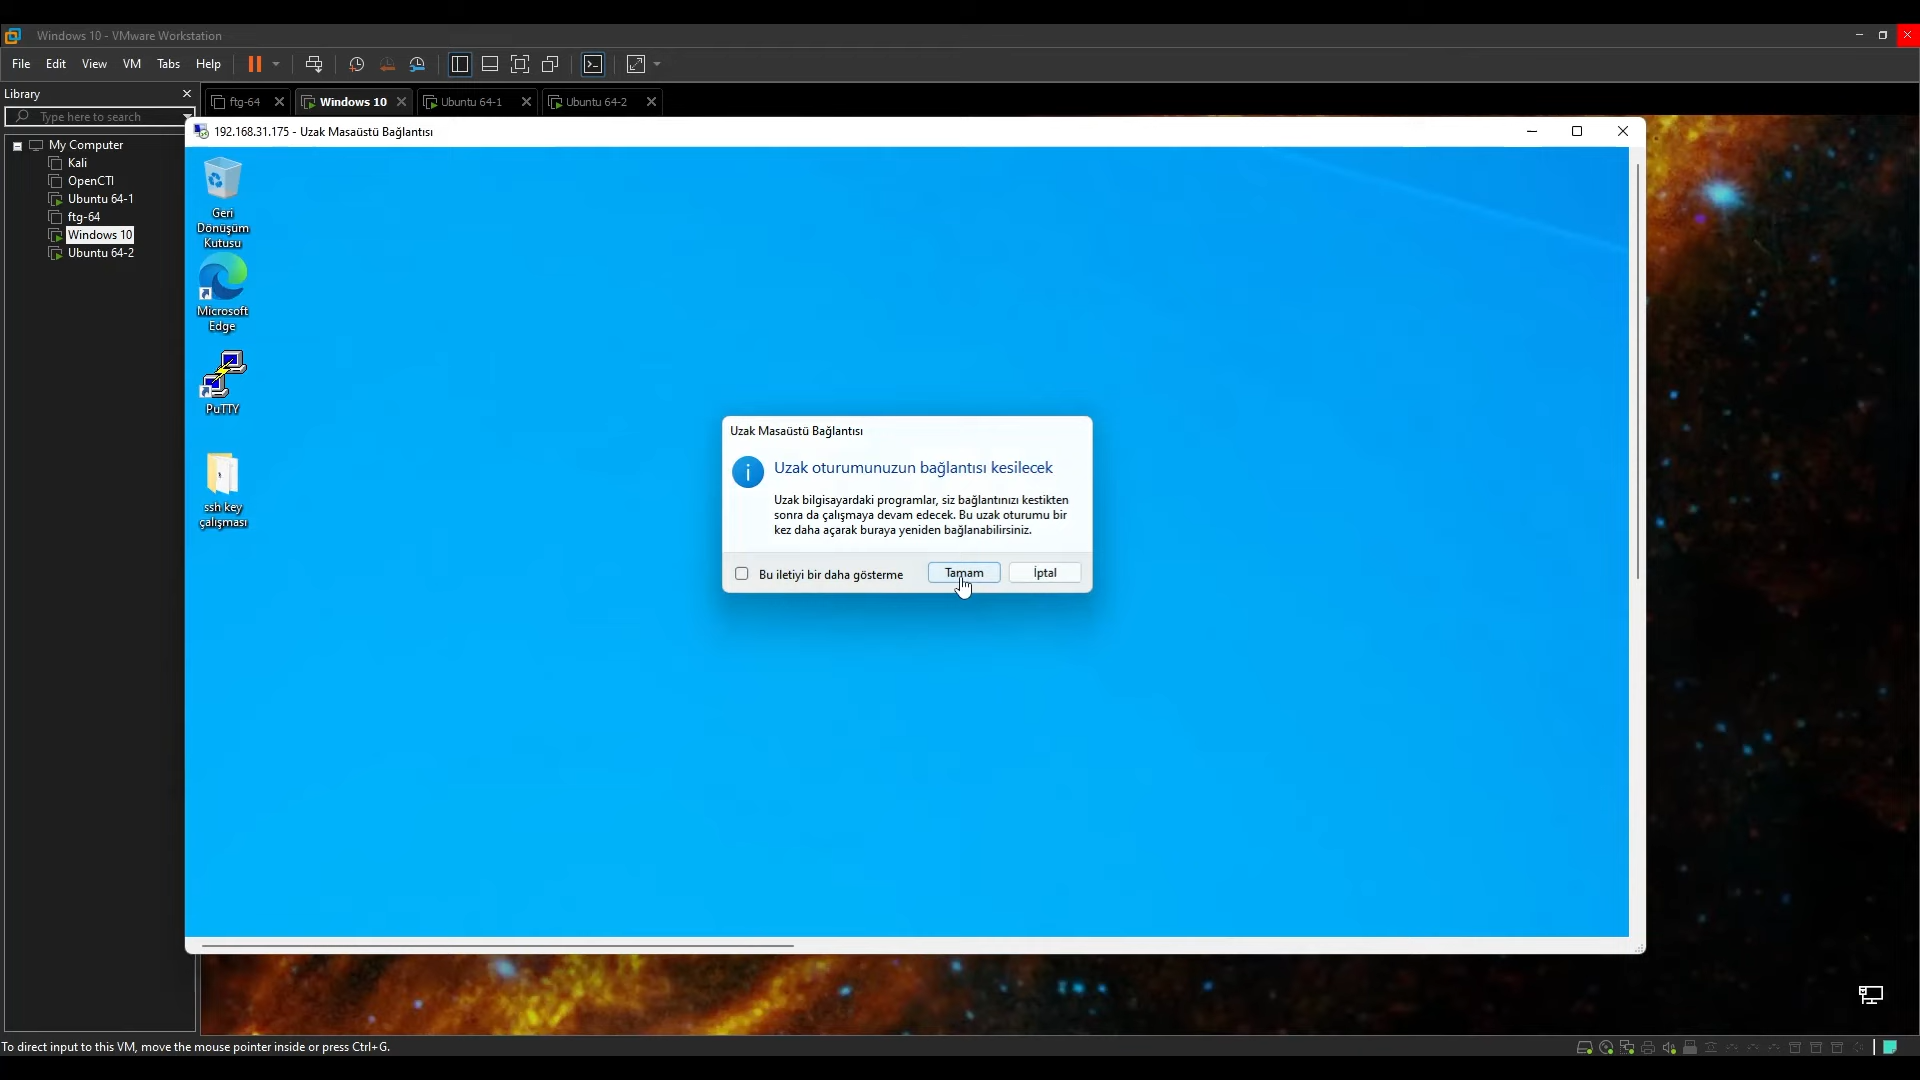 Windows 10 - VMware Workstation
File Edit View VM Tabs Help
Library
Type here to search
My Computer
Kali
OpenCTI
Ubuntu 64-1
ftg-64
Windows 10
Ubuntu 64-2
ftg-64 Windows 10 Ubuntu 64-1 Ubuntu 64-2
192.168.31.175 - Uzak Masaüstü Bağlantısı
Geri
Dönüşüm
Kutusu
Microsoft
Edge
PuTTY
ssh key
çalışması
Uzak Masaüstü Bağlantısı
Uzak oturumunuzun bağlantısı kesilecek
Uzak bilgisayardaki programlar, siz bağlantınızı kestikten
sonra da çalışmaya devam edecek. Bu uzak oturumu bir
kez daha açarak buraya yeniden bağlanabilirsiniz.
Bu iletiyi bir daha gösterme Tamam İptal
To direct input to this VM, move the mouse pointer inside or press Ctrl+G.